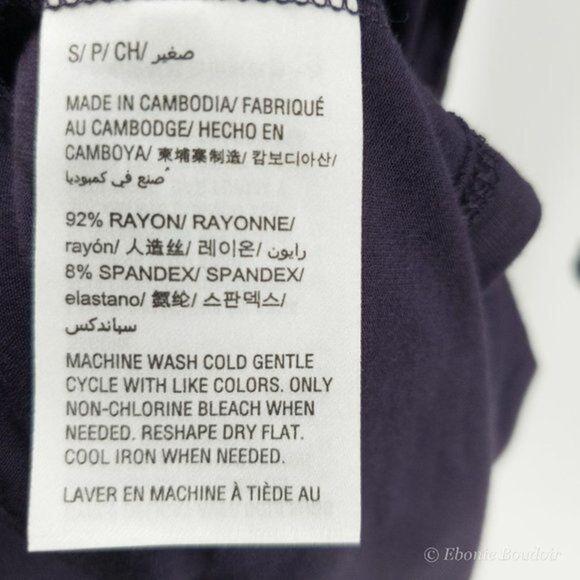 S/ P/ CH/ صغير
MADE IN CAMBODIA/ FABRIQUÉ
AU CAMBODGE/ HECHO EN
CAMBOYA/ 柬埔寨制造/ 캄보디아산/
صنع في كمبوديا
92% RAYON/ RAYONNE/
rayón/ 人造丝/ 레이온/ رايون/
8% SPANDEX/ SPANDEX/
elastano/ 氨纶/ 스판덱스/
سباندكس
MACHINE WASH COLD GENTLE
CYCLE WITH LIKE COLORS. ONLY
NON-CHLORINE BLEACH WHEN
NEEDED. RESHAPE DRY FLAT.
COOL IRON WHEN NEEDED.
LAVER EN MACHINE À TIÈDE AU
© Ebonie Boudoir